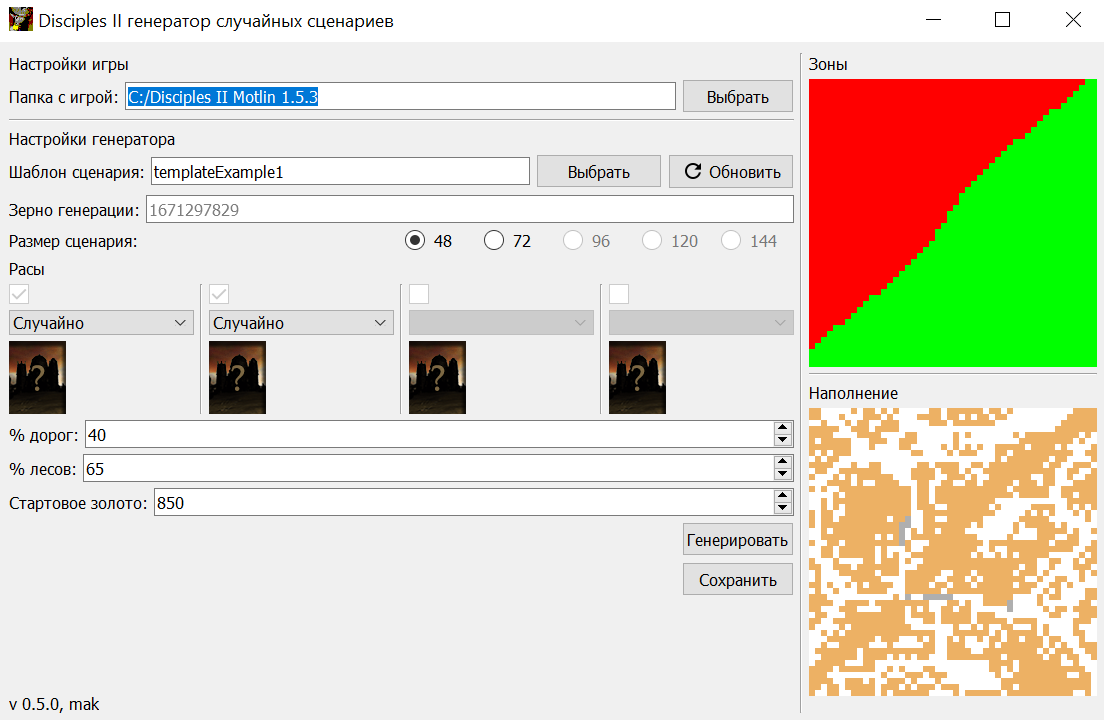 Disciples II генератор случайных сценариев
Настройки игры
Папка с игрой: C:/Disciples II Motlin 1.5.3 Выбрать
Настройки генератора
Шаблон сценария: templateExample1 Выбрать Обновить
Зерно генерации: 1671297829
Размер сценария: 48 72 96 120 144
Расы
Случайно Случайно
? ? ? ?
% дорог: 40
% лесов: 65
Стартовое золото: 850
Генерировать
Сохранить
v 0.5.0, mak
Зоны
Наполнение